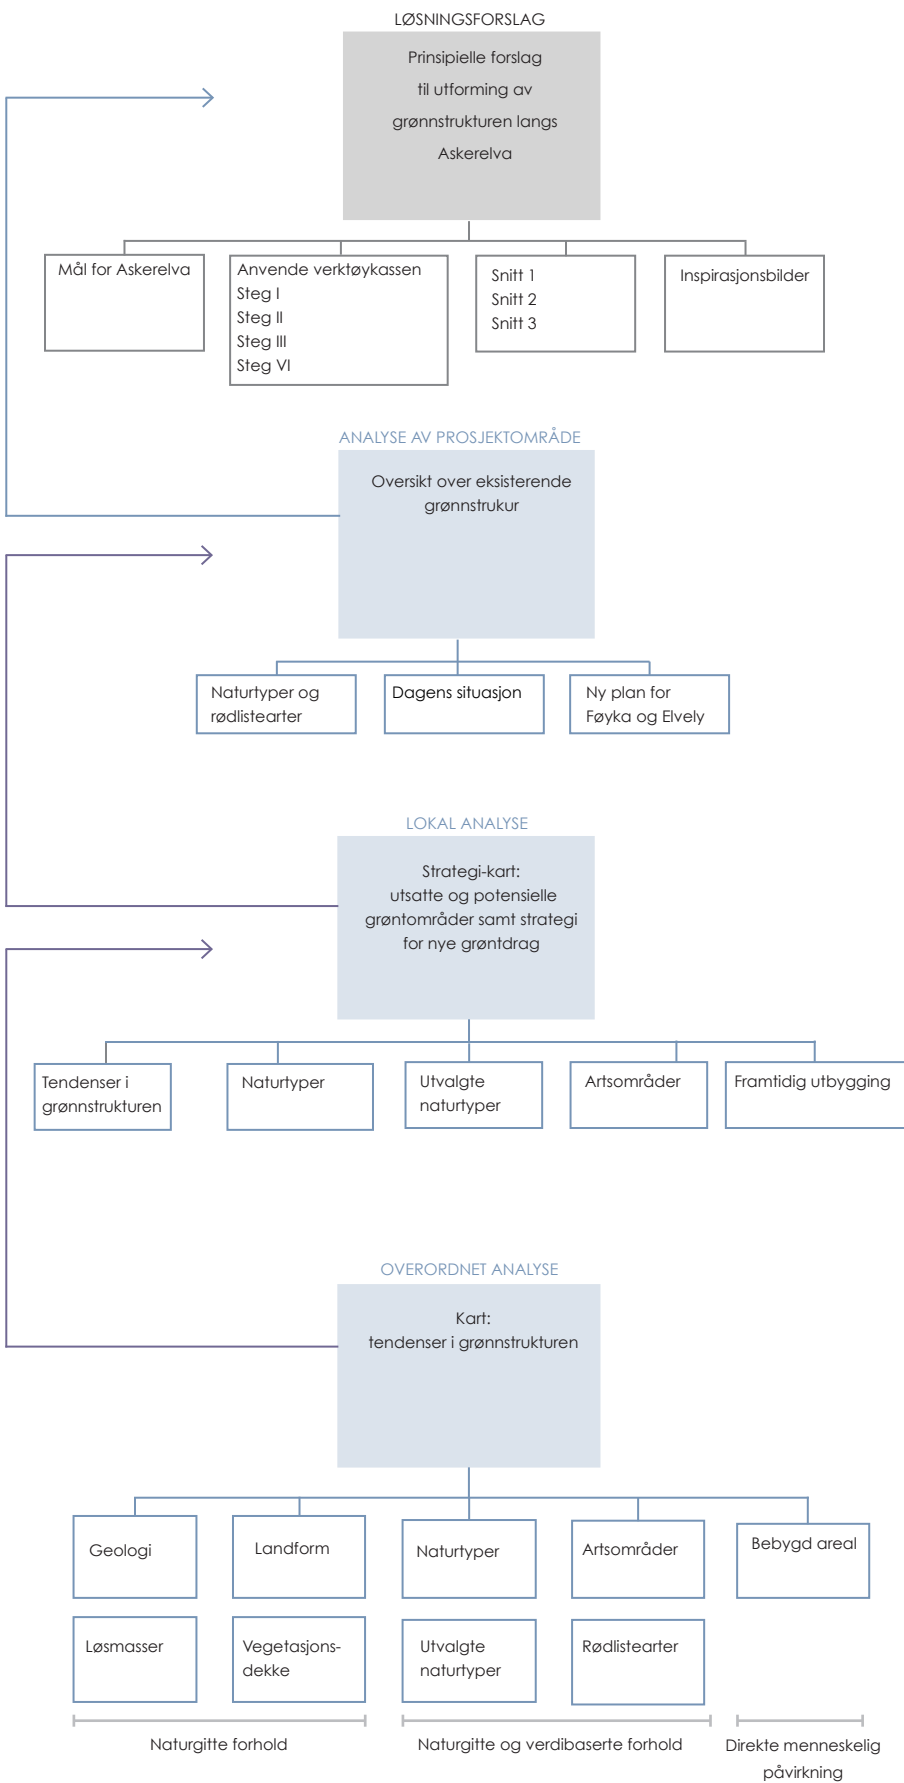 LØSNINGSFORSLAG
Prinsipielle forslag
til utforming av
grønnstrukturen langs
Askerelva
Mål for Askerelva
Anvende verktøykassen
Steg I
Steg II
Steg III
Steg VI
Snitt 1
Snitt 2
Snitt 3
Inspirasjonsbilder
ANALYSE AV PROSJEKTOMRÅDE
Oversikt over eksisterende
grønnstrukur
Naturtyper og
rødlistearter
Dagens situasjon
Ny plan for
Føyka og Elvely
LOKAL ANALYSE
Strategi-kart:
utsatte og potensielle
grøntområder samt strategi
for nye grøntdrag
Tendenser i
grønnstrukturen
Naturtyper
Utvalgte
naturtyper
Artsområder
Framtidig utbygging
OVERORDNET ANALYSE
Kart:
tendenser i grønnstrukturen
Geologi
Landform
Naturtyper
Artsområder
Bebygd areal
Løsmasser
Vegetasjons-
dekke
Utvalgte
naturtyper
Rødlistearter
Naturgitte forhold
Naturgitte og verdibaserte forhold
Direkte menneskelig
påvirkning